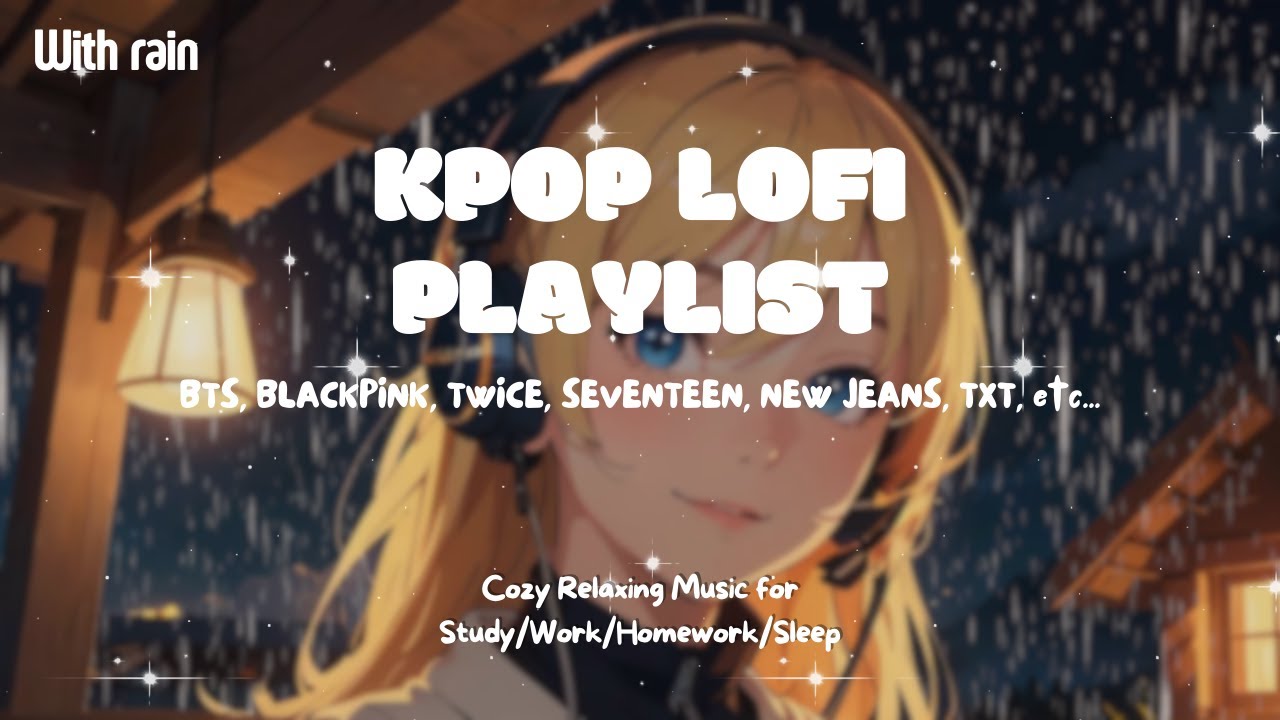 With rain
KPOP LOFI
PLAYLIST
BTS, BLACKPiNK, TWiCE, SEVENTEEN, NEW JEANS, TXT, etc...
Cozy Relaxing Music for
Study/Work/Homework/Sleep